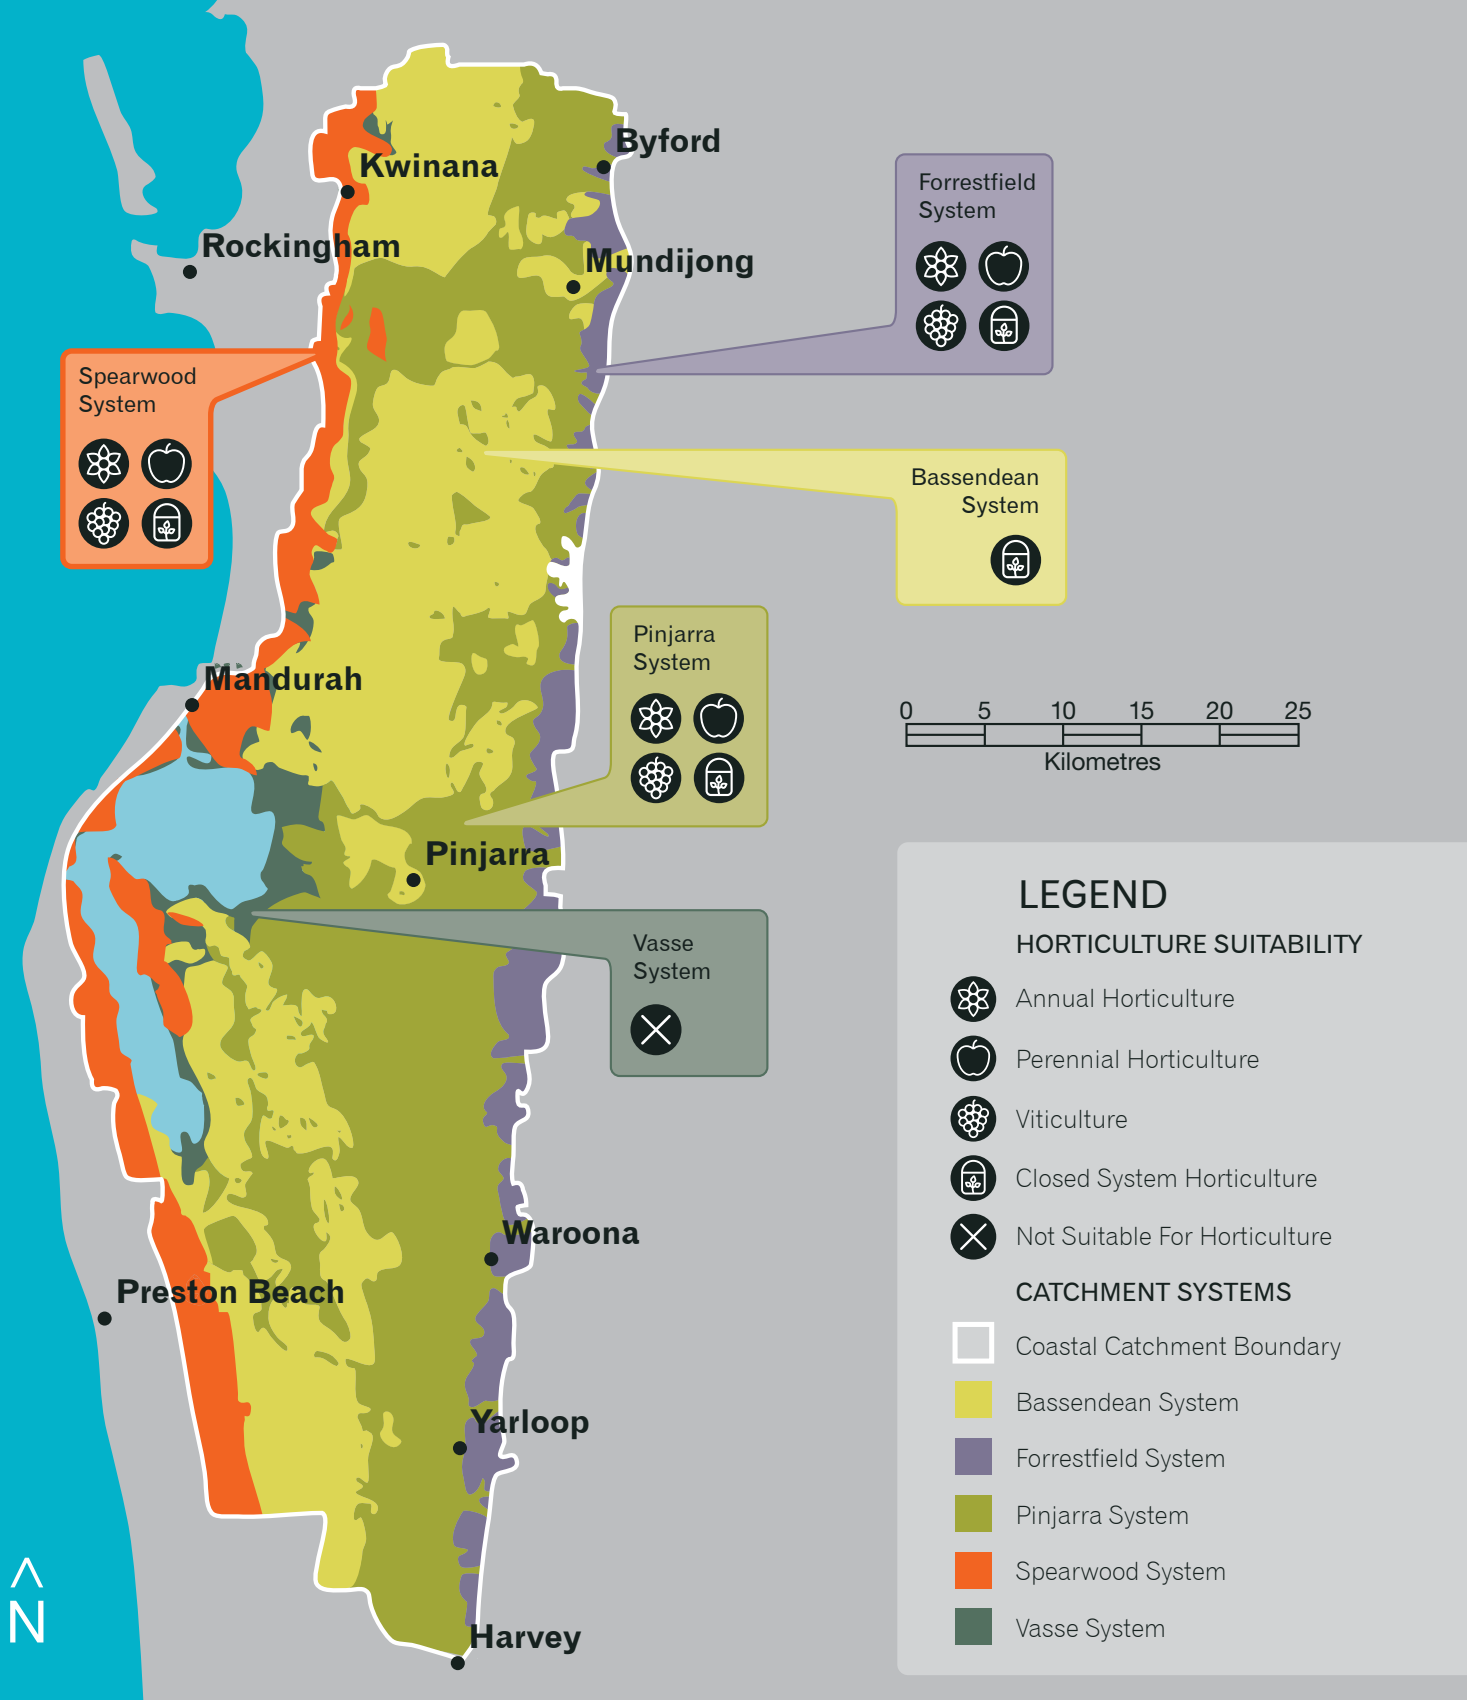 Byford
Kwinana
Rockingham
Mundijong
Forrestfield
System
Spearwood
System
Bassendean
System
Pinjarra
System
Mandurah
0 5 10 15 20 25
Kilometres
Pinjarra
Vasse
System
Waroona
Preston Beach
Yarloop
Harvey
N
LEGEND
HORTICULTURE SUITABILITY
Annual Horticulture
Perennial Horticulture
Viticulture
Closed System Horticulture
Not Suitable For Horticulture
CATCHMENT SYSTEMS
Coastal Catchment Boundary
Bassendean System
Forrestfield System
Pinjarra System
Spearwood System
Vasse System